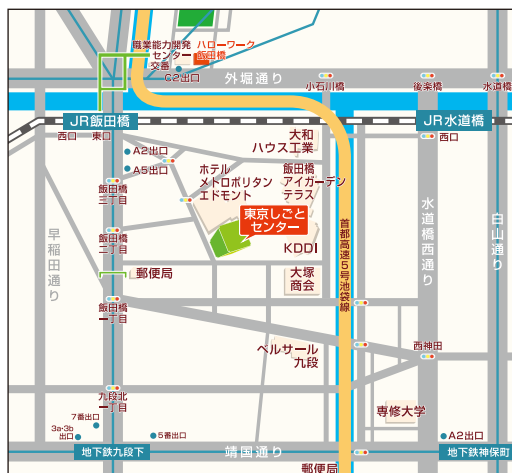 職業能力開発
センター
ハローワーク
飯田橋
交番
C2出口
外堀通り
小石川橋
後楽橋
水道橋
JR飯田橋
JR水道橋
西口
東口
大和
ハウス工業
西口
A2出口
A5出口
ホテル
メトロポリタン
エドモント
飯田橋
アイガーデン
テラス
飯田橋
三丁目
東京しごと
センター
首都高速5号池袋線
水道橋西通り
白山通り
早稲田通り
飯田橋
二丁目
KDDI
郵便局
大塚
商会
飯田橋
一丁目
ベルサール
九段
西神田
九段北
一丁目
専修大学
7番出口
3a・3b
出口
5番出口
A2出口
地下鉄九段下
靖国通り
地下鉄神保町
郵便局